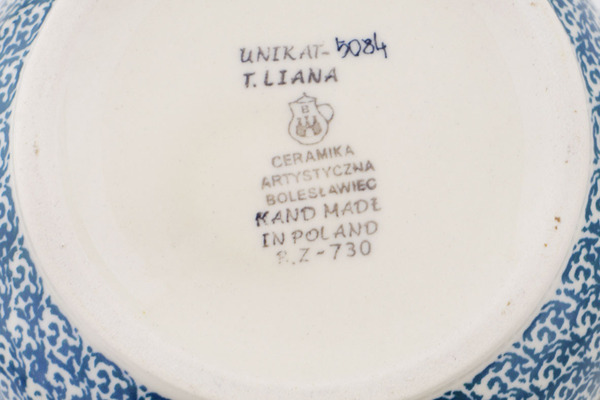 UNIKAT-5084
T. LIANA
B
CERAMIKA
ARTYSTYCZNA
BOLESŁAWIEC
HAND MADE
IN POLAND
R.Z-730